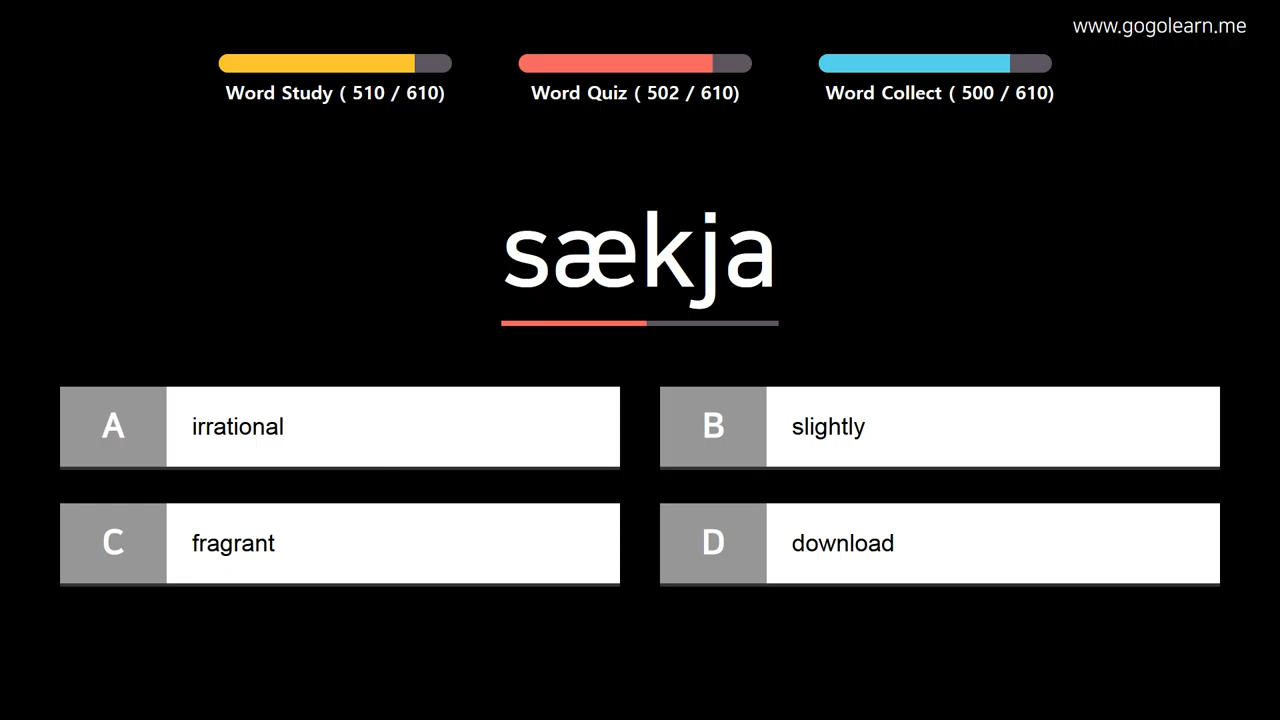 www.gogolearn.me
Word Study ( 510 / 610)
Word Quiz ( 502 / 610)
Word Collect ( 500 / 610)
sækja
A irrational
B slightly
C fragrant
D download